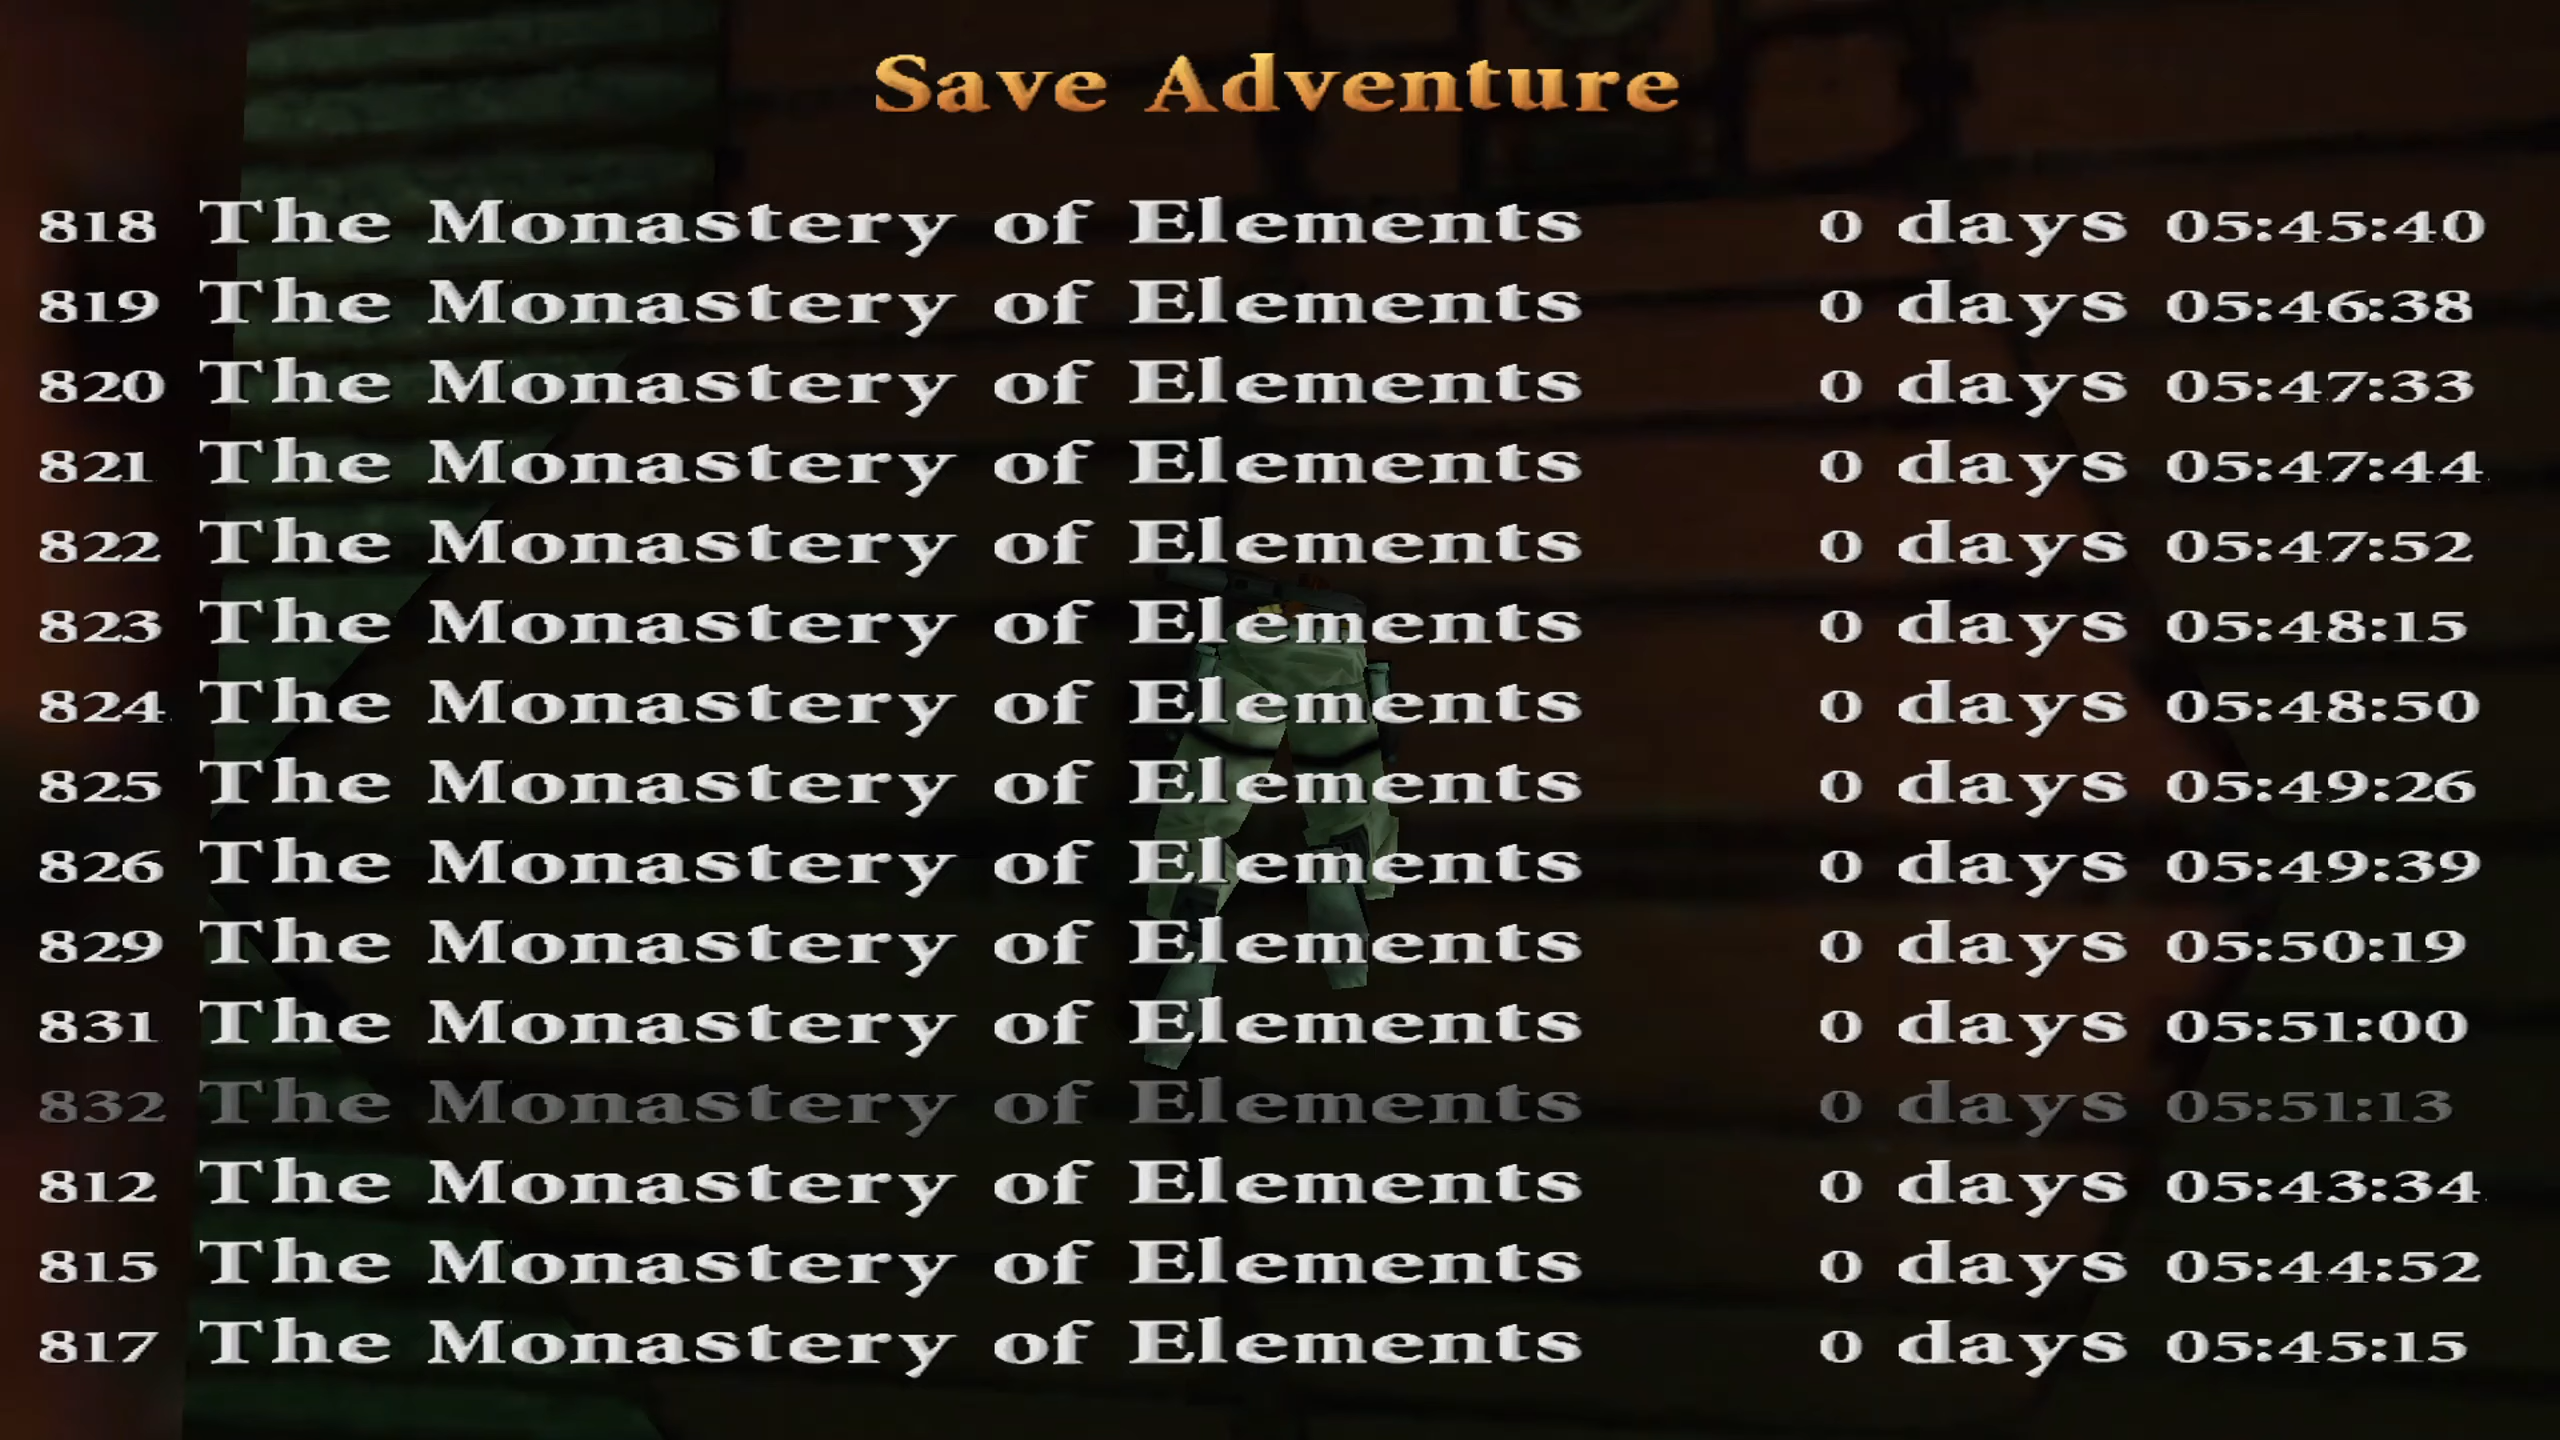 Save Adventure
818 The Monastery of Elements 0 days 05:45:40
819 The Monastery of Elements 0 days 05:46:38
820 The Monastery of Elements 0 days 05:47:33
821 The Monastery of Elements 0 days 05:47:44
822 The Monastery of Elements 0 days 05:47:52
823 The Monastery of Elements 0 days 05:48:15
824 The Monastery of Elements 0 days 05:48:50
825 The Monastery of Elements 0 days 05:49:26
826 The Monastery of Elements 0 days 05:49:39
829 The Monastery of Elements 0 days 05:50:19
831 The Monastery of Elements 0 days 05:51:00
832 The Monastery of Elements 0 days 05:51:13
812 The Monastery of Elements 0 days 05:43:34
815 The Monastery of Elements 0 days 05:44:52
817 The Monastery of Elements 0 days 05:45:15